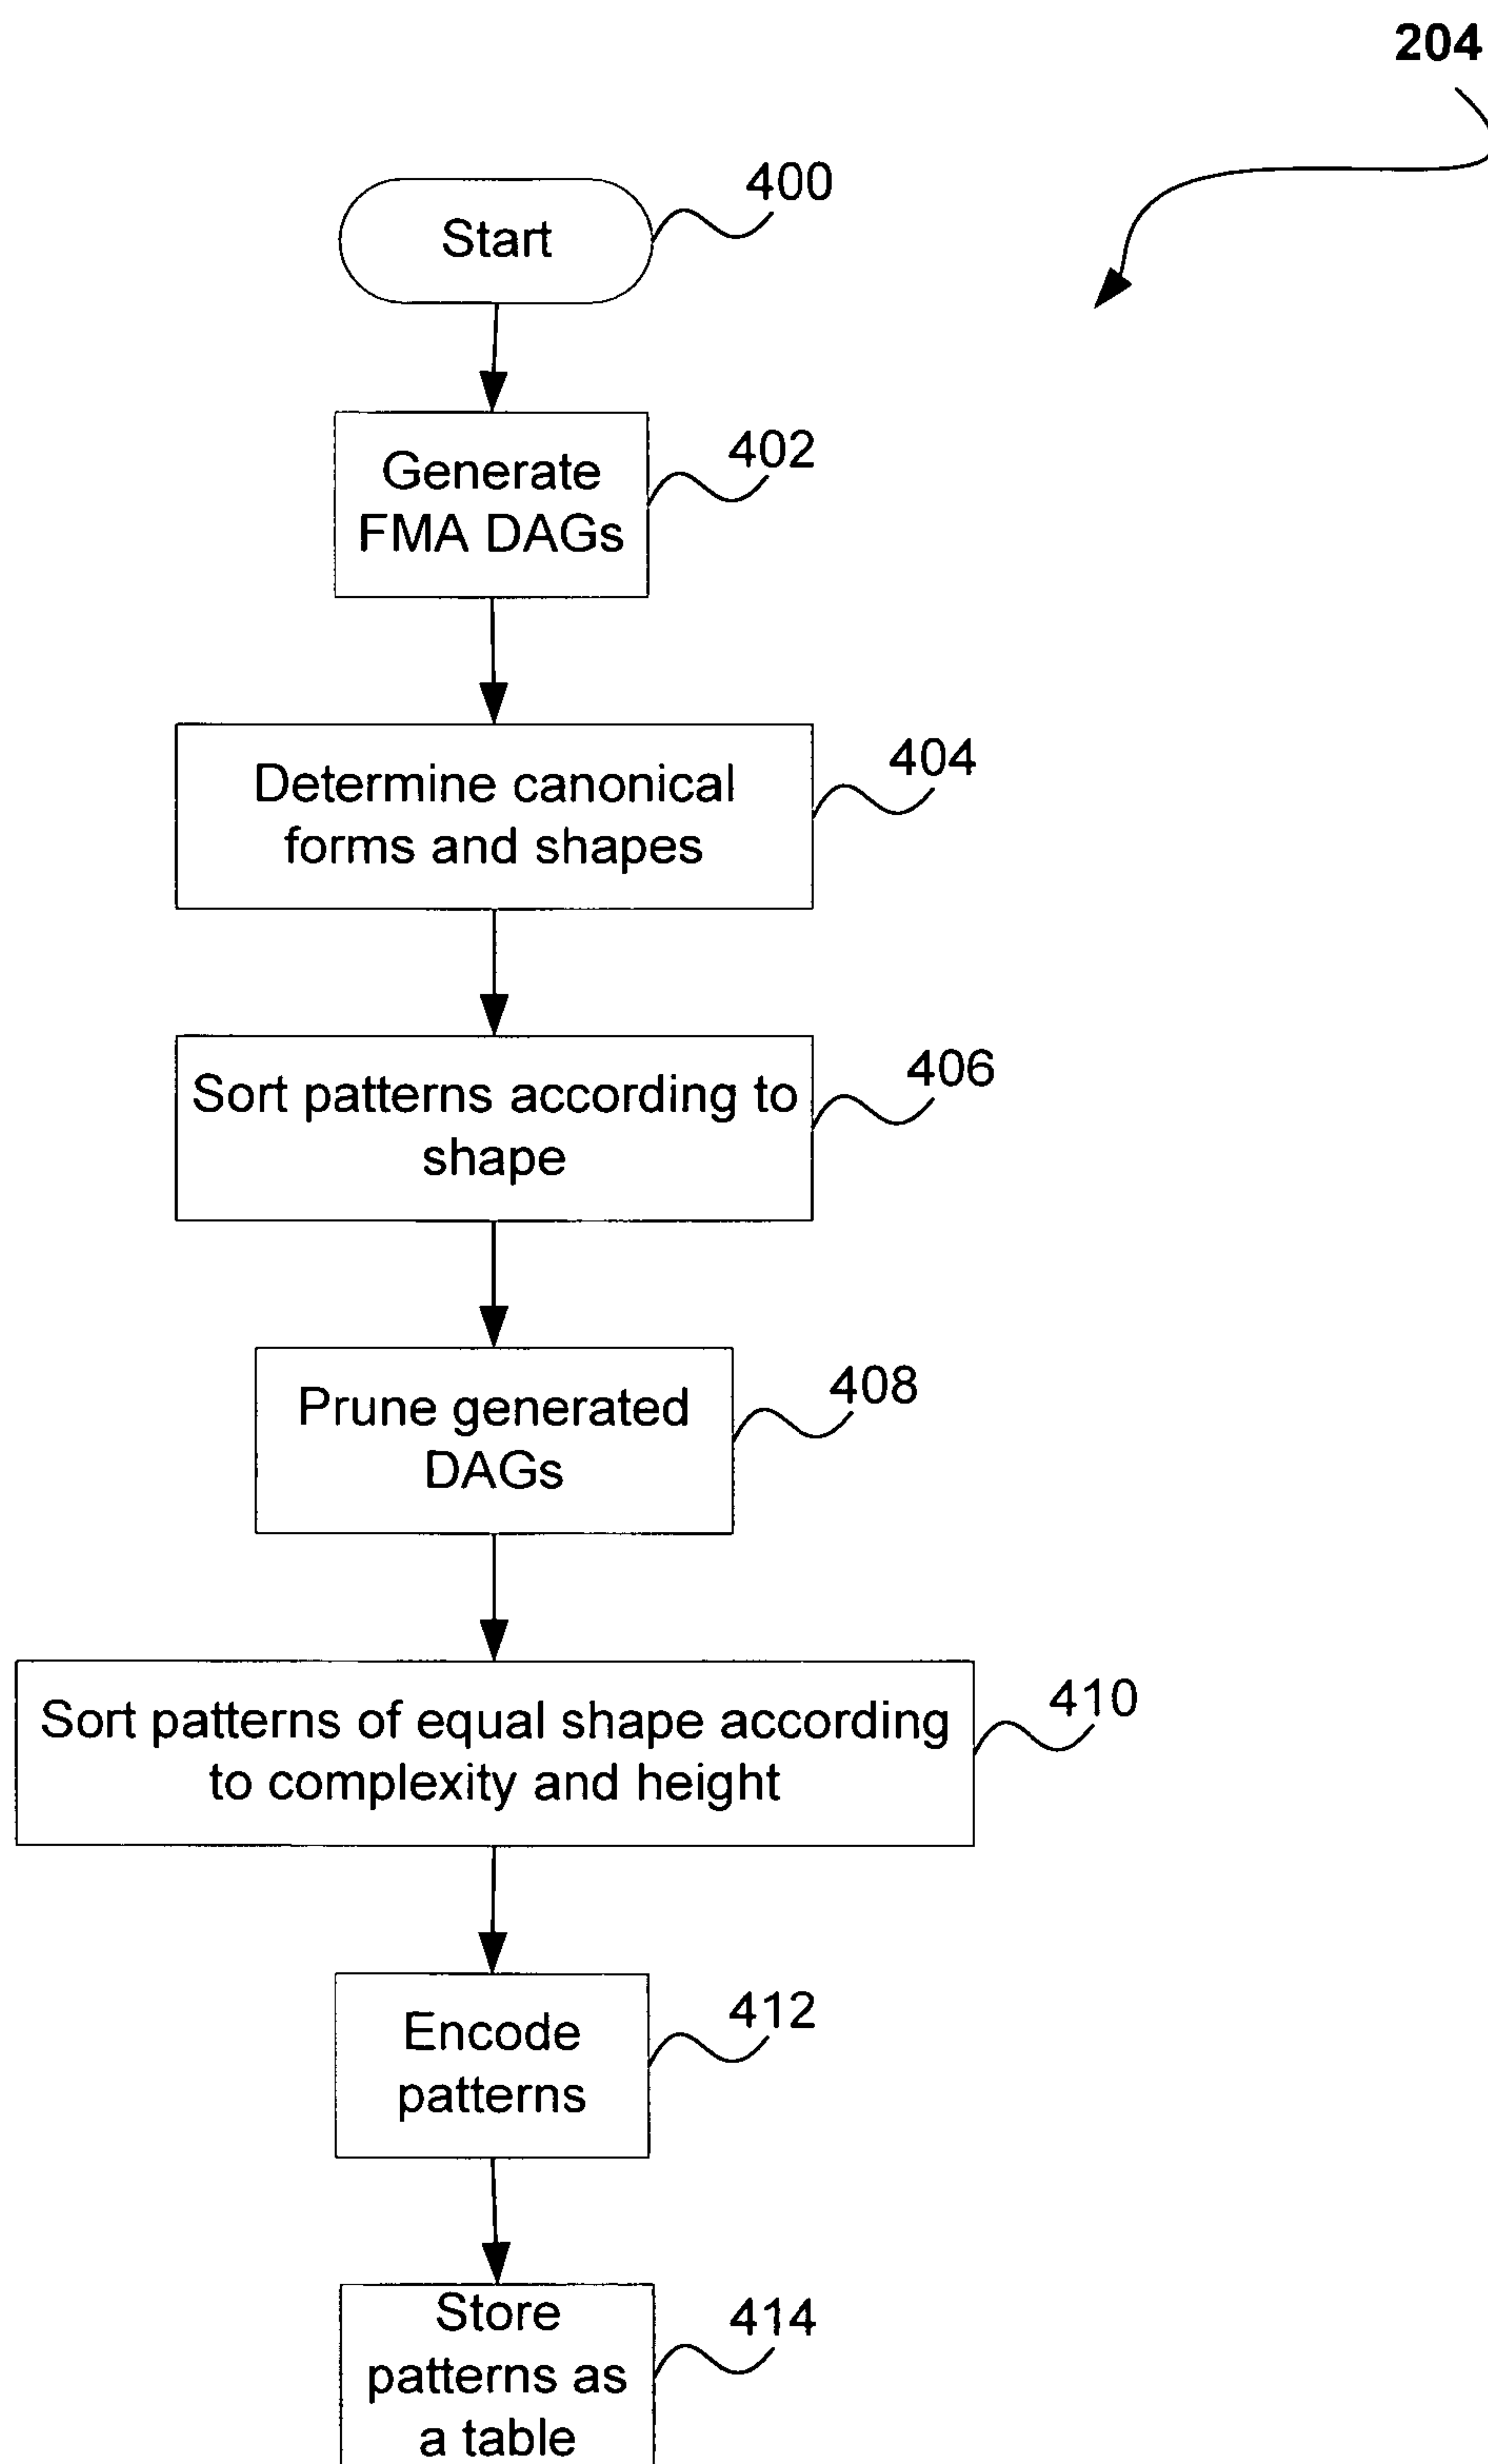 204
400
Start
402
Generate
FMA DAGs
404
Determine canonical
forms and shapes
406
Sort patterns according to
shape
408
Prune generated
DAGs
410
Sort patterns of equal shape according
to complexity and height
412
Encode
patterns
414
Store
patterns as
a table